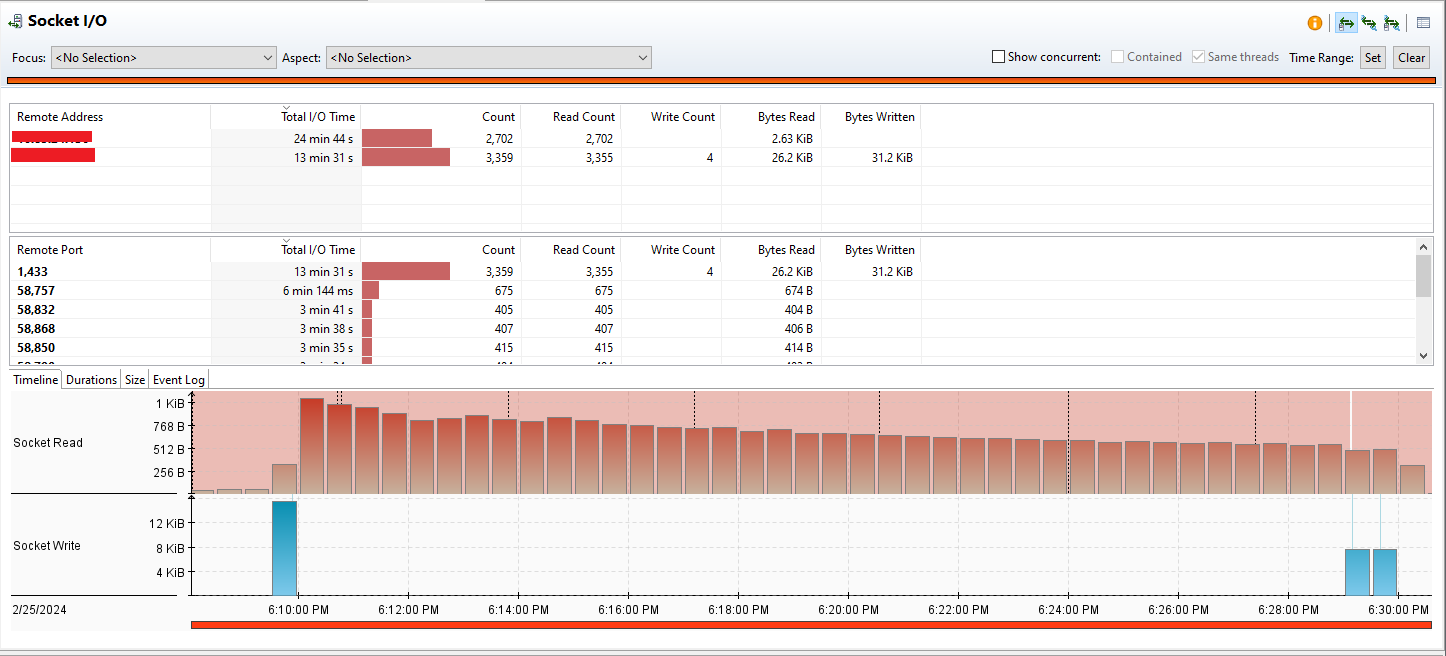 Socket I/O
Focus: <No Selection> Aspect: <No Selection> Show concurrent: Contained Same threads Time Range: Set Clear
Remote Address Total I/O Time Count Read Count Write Count Bytes Read Bytes Written
24 min 44 s 2,702 2,702 2.63 KiB
13 min 31 s 3,359 3,355 4 26.2 KiB 31.2 KiB
Remote Port Total I/O Time Count Read Count Write Count Bytes Read Bytes Written
1,433 13 min 31 s 3,359 3,355 4 26.2 KiB 31.2 KiB
58,757 6 min 144 ms 675 675 674 B
58,832 3 min 41 s 405 405 404 B
58,868 3 min 38 s 407 407 406 B
58,850 3 min 35 s 415 415 414 B
Timeline Durations Size Event Log
1 KiB
768 B
Socket Read
512 B
256 B
12 KiB
Socket Write
8 KiB
4 KiB
2/25/2024 6:10:00 PM 6:12:00 PM 6:14:00 PM 6:16:00 PM 6:18:00 PM 6:20:00 PM 6:22:00 PM 6:24:00 PM 6:26:00 PM 6:28:00 PM 6:30:00 PM